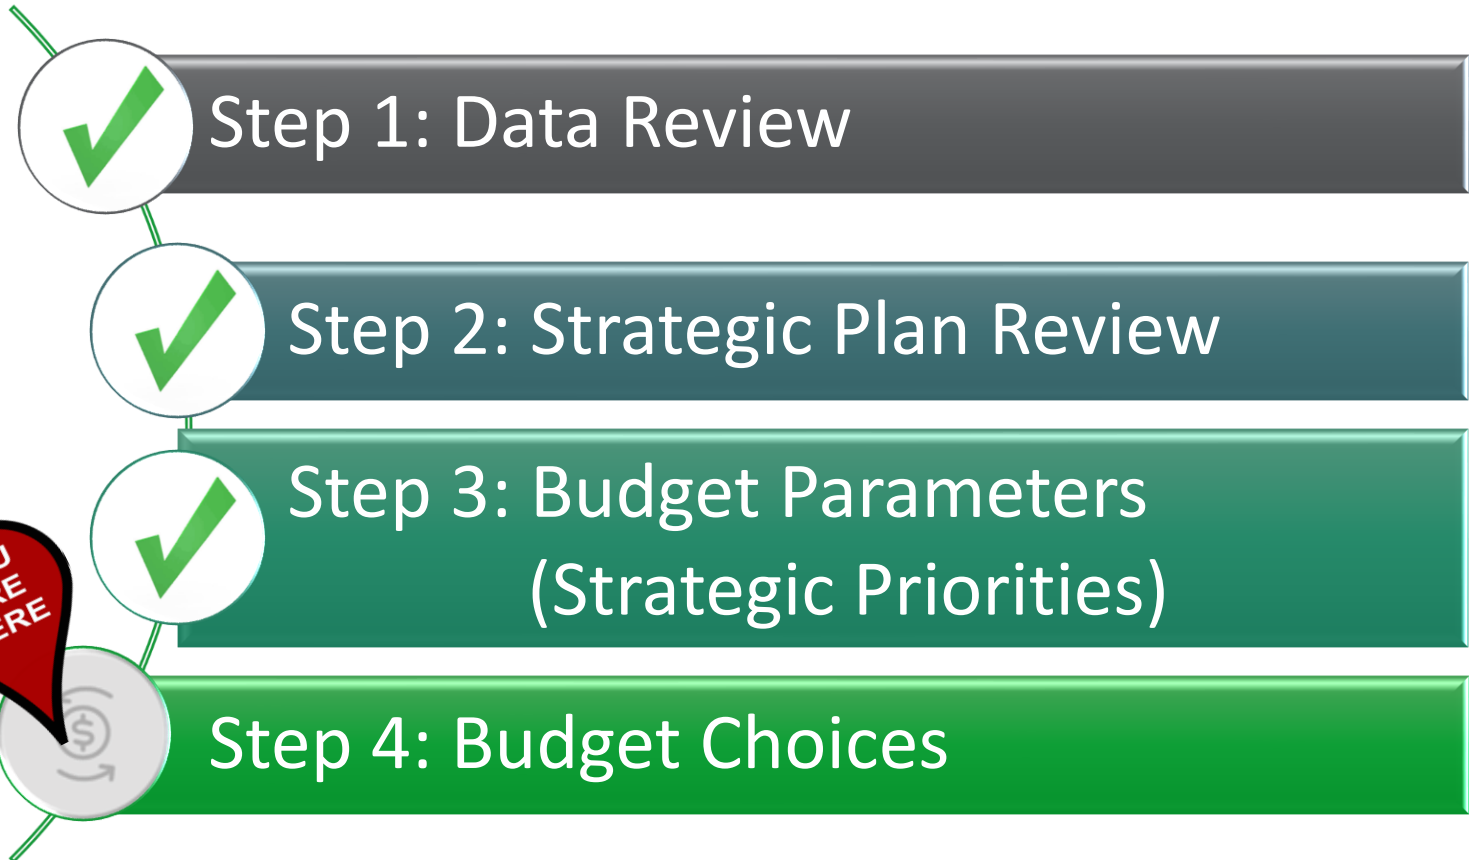 Step 1: Data Review
Step 2: Strategic Plan Review
Step 3: Budget Parameters
(Strategic Priorities)
Step 4: Budget Choices
$